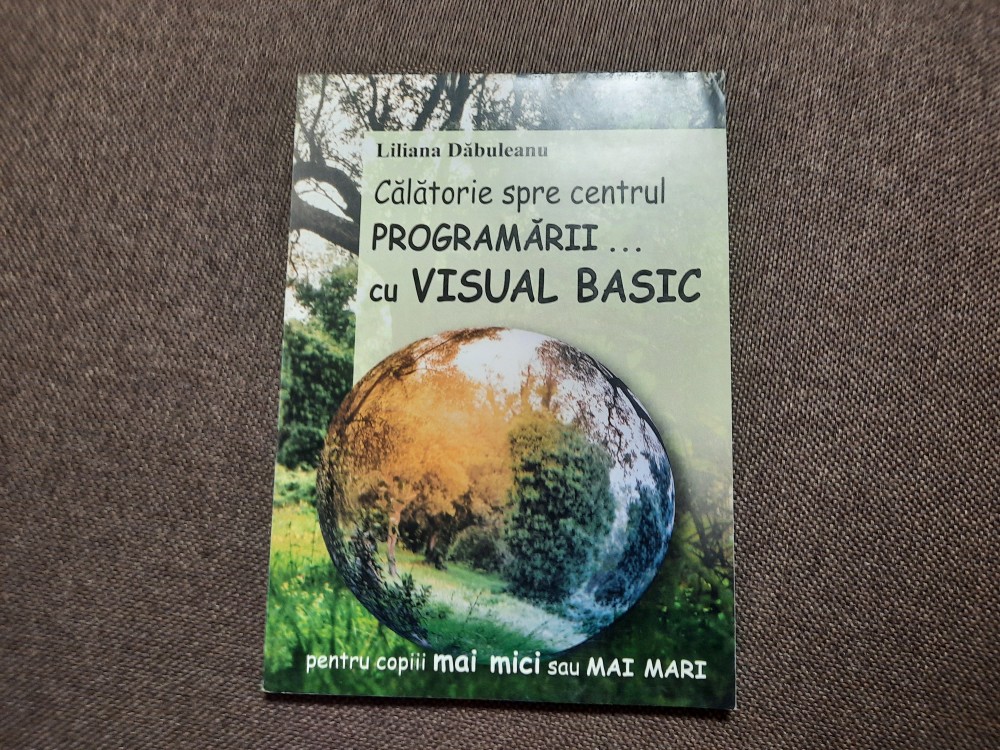 Liliana Dăbuleanu
Călătorie spre centrul
PROGRAMĂRII ...
cu VISUAL BASIC
pentru copiii mai mici sau MAI MARI